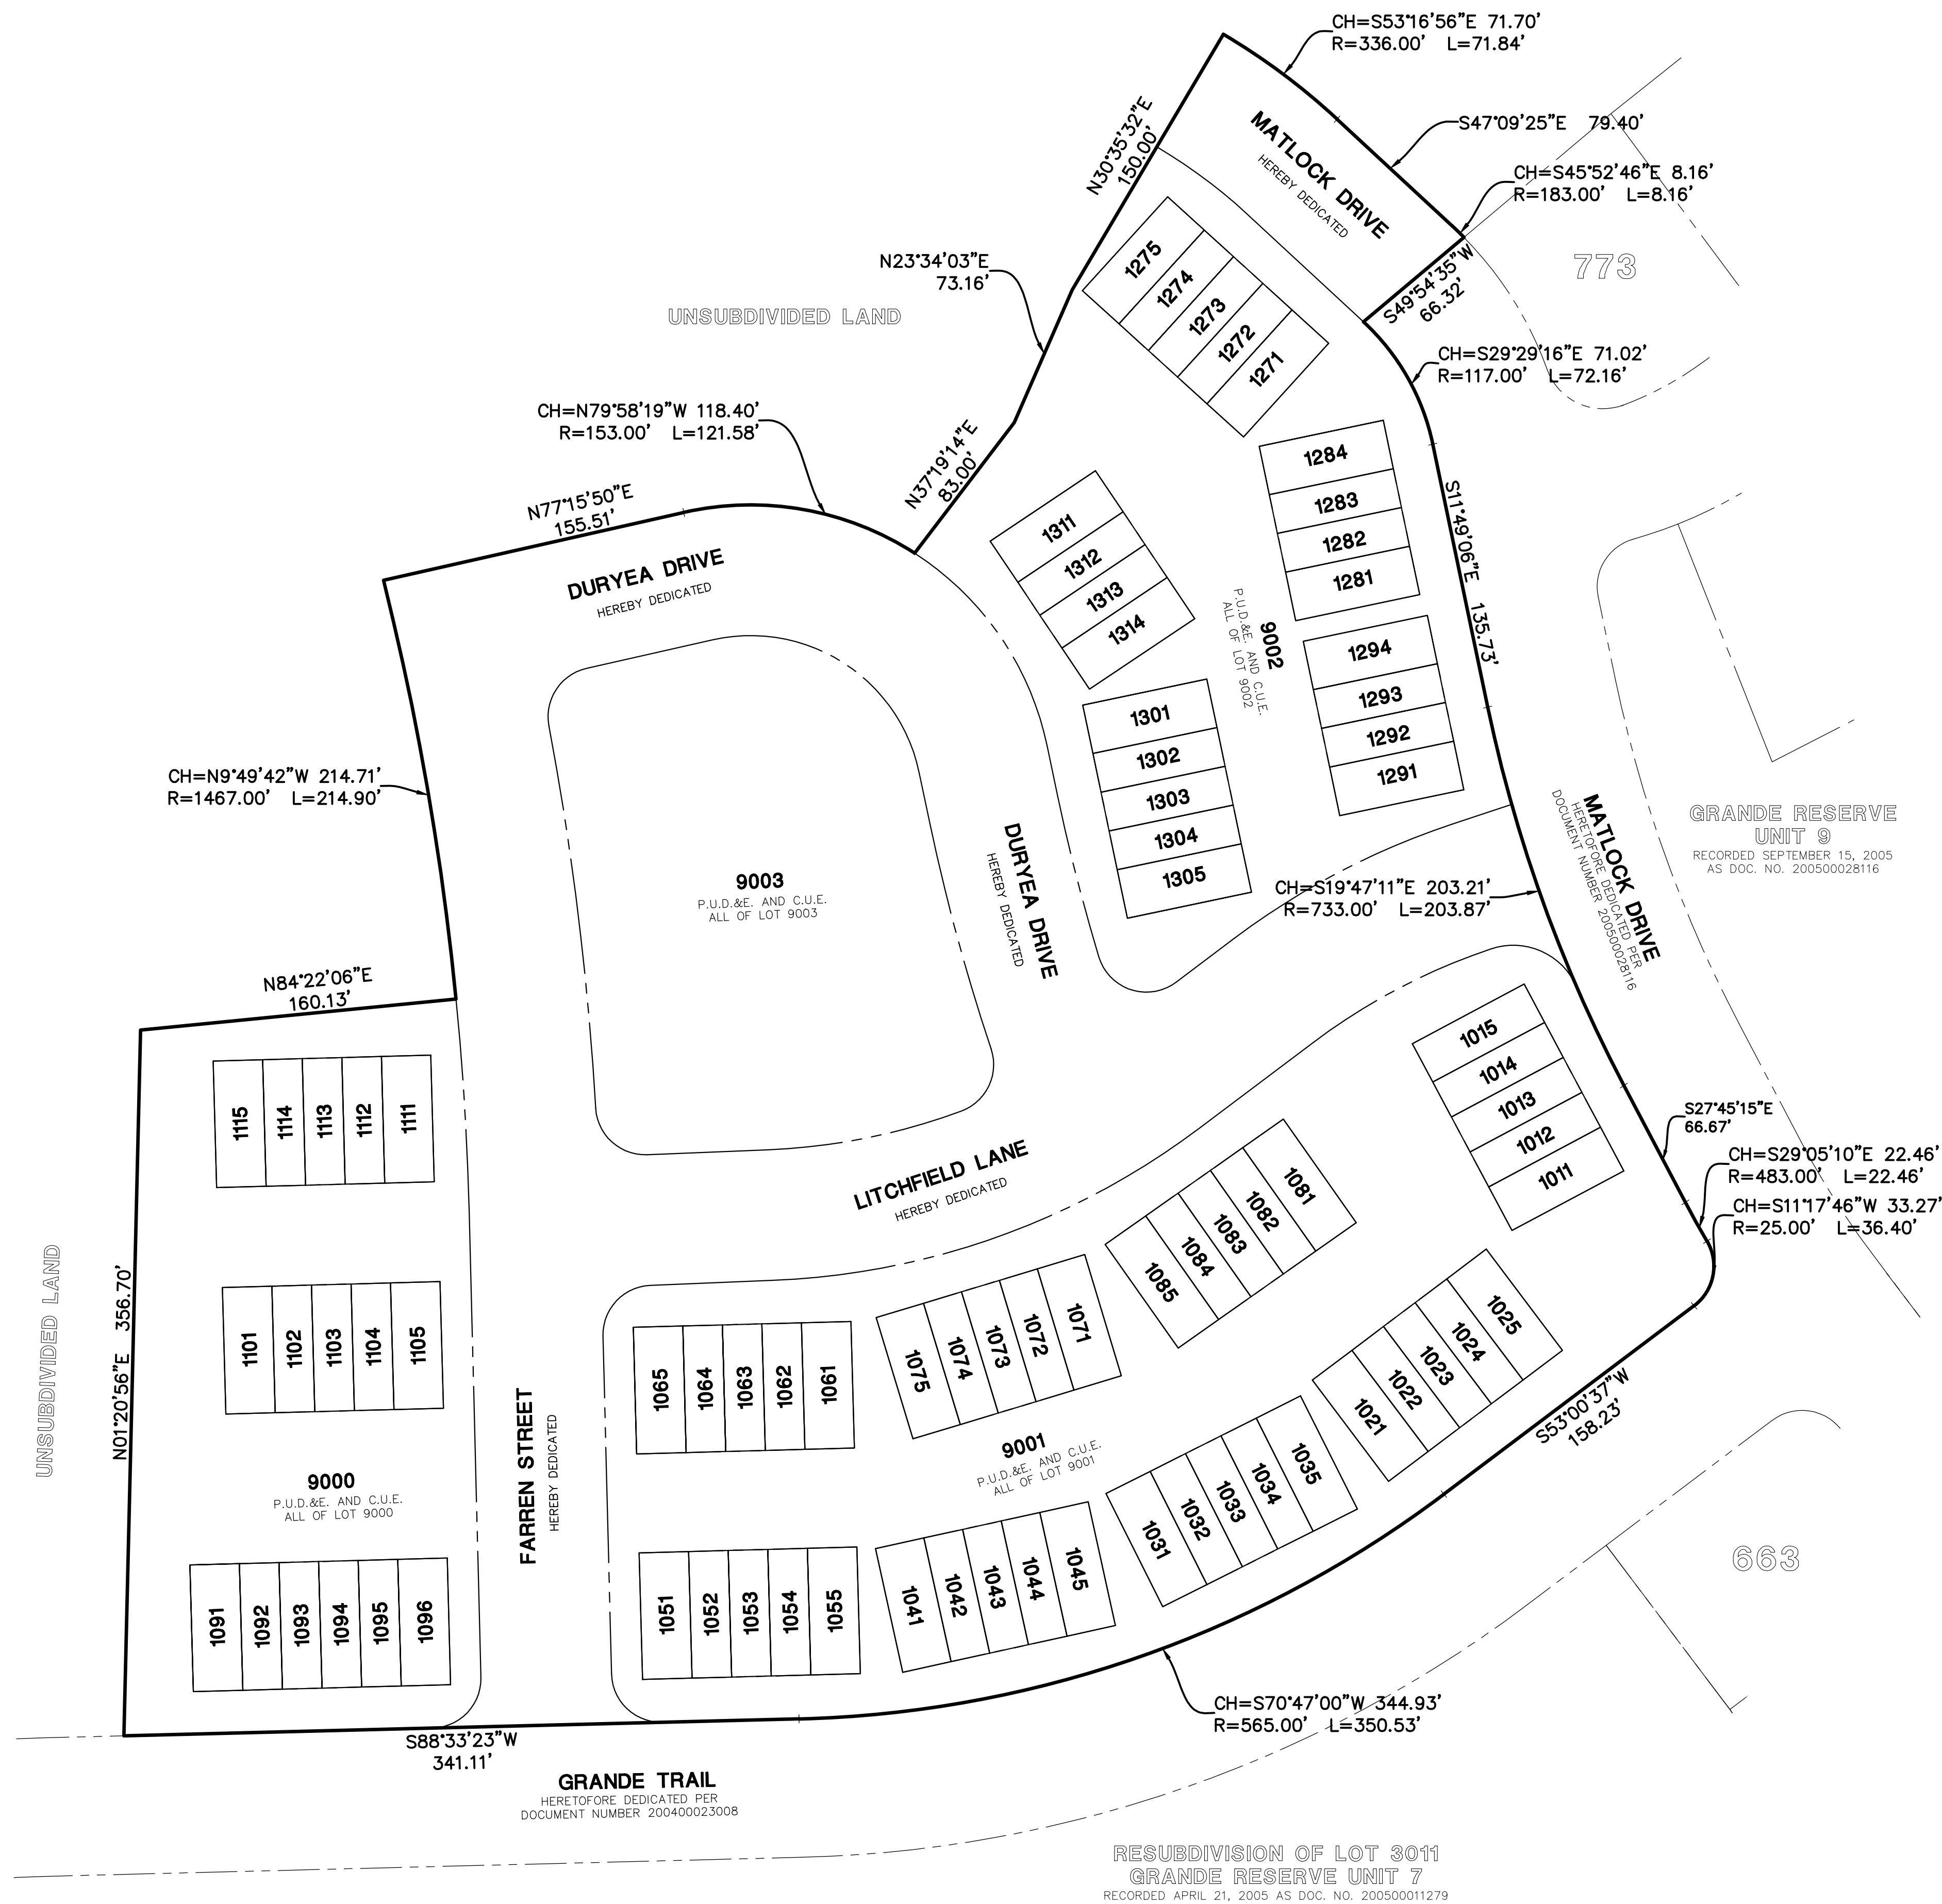 CH=S53°16'56"E 71.70'
R=336.00' L=71.84'
S47°09'25"E 79.40'
CH=S45°52'46"E 8.16'
R=183.00' L=8.16'
N30°35'32"E
150.00'
MATLOCK DRIVE
HEREBY DEDICATED
773
S49°54'35"W
66.32'
N23°34'03"E
73.16'
UNSUBDIVIDED LAND
1275
1274
1273
1272
1271
CH=S29°29'16"E 71.02'
R=117.00' L=72.16'
CH=N79°58'19"W 118.40'
R=153.00' L=121.58'
N37°19'14"E
83.00'
N77°15'50"E
155.51'
DURYEA DRIVE
HEREBY DEDICATED
1311
1312
1313
1314
1284
1283
1282
1281
S11°49'06"E 135.73'
9002
P.U.D.&E. AND C.U.E.
ALL OF LOT 9002
1294
1293
1292
1291
1301
1302
1303
1304
1305
CH=N9°49'42"W 214.71'
R=1467.00' L=214.90'
9003
P.U.D.&E. AND C.U.E.
ALL OF LOT 9003
DURYEA DRIVE
HEREBY DEDICATED
CH=S19°47'11"E 203.21'
R=733.00' L=203.87'
MATLOCK DRIVE
HERETOFORE DEDICATED PER
DOCUMENT NUMBER 200500028116
GRANDE RESERVE
UNIT 9
RECORDED SEPTEMBER 15, 2005
AS DOC. NO. 200500028116
N84°22'06"E
160.13'
1115
1114
1113
1112
1111
1015
1014
1013
1012
1011
S27°45'15"E
66.67'
CH=S29°05'10"E 22.46'
R=483.00' L=22.46'
CH=S11°17'46"W 33.27'
R=25.00' L=36.40'
LITCHFIELD LANE
HEREBY DEDICATED
1085
1084
1083
1082
1081
UNSUBDIVIDED LAND
N01°20'56"E 356.70'
1101
1102
1103
1104
1105
1065
1064
1063
1062
1061
1075
1074
1073
1072
1071
1021
1022
1023
1024
1025
S53°00'37"W
158.23'
9000
P.U.D.&E. AND C.U.E.
ALL OF LOT 9000
FARREN STREET
HEREBY DEDICATED
9001
P.U.D.&E. AND C.U.E.
ALL OF LOT 9001
1031
1032
1033
1034
1035
663
1091
1092
1093
1094
1095
1096
1051
1052
1053
1054
1055
1041
1042
1043
1044
1045
CH=S70°47'00"W 344.93'
R=565.00' L=350.53'
S88°33'23"W
341.11'
GRANDE TRAIL
HERETOFORE DEDICATED PER
DOCUMENT NUMBER 200400023008
RESUBDIVISION OF LOT 3011
GRANDE RESERVE UNIT 7
RECORDED APRIL 21, 2005 AS DOC. NO. 200500011279